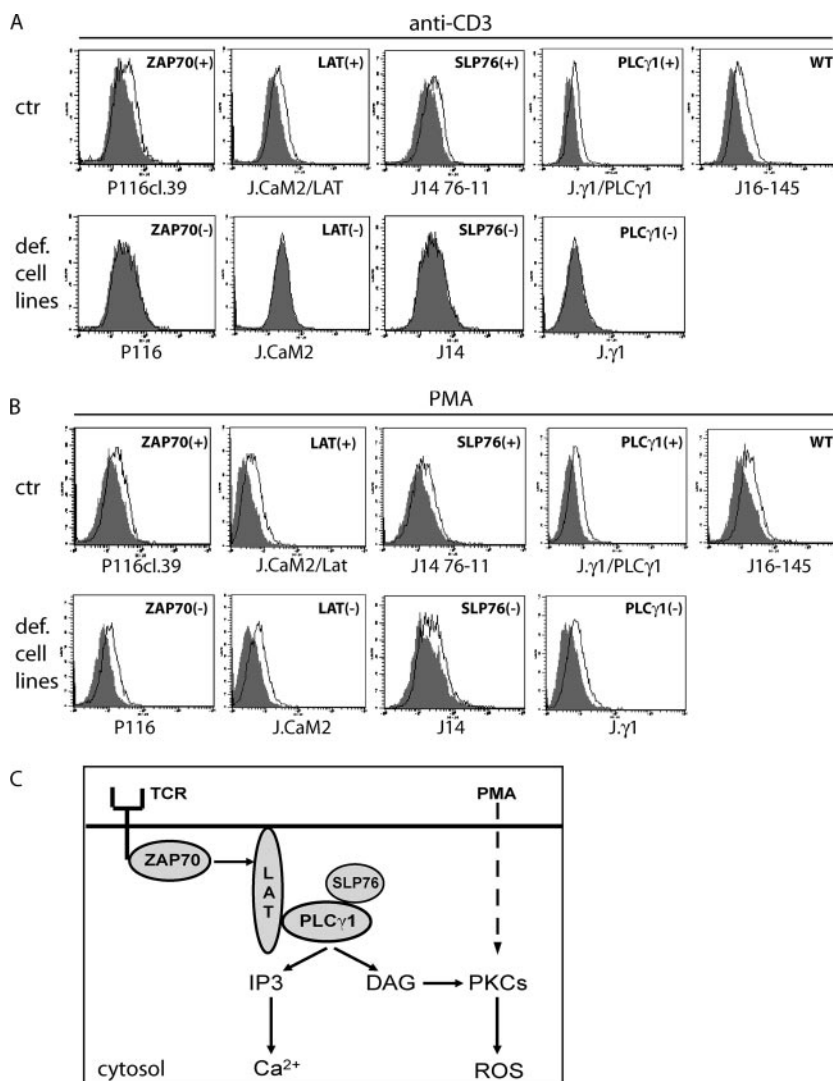 A
anti-CD3
ctr
ZAP70(+)
LAT(+)
SLP76(+)
PLCγ1(+)
WT
P116cl.39
J.CaM2/LAT
J14 76-11
J.γ1/PLCγ1
J16-145
def.
cell
lines
ZAP70(-)
LAT(-)
SLP76(-)
PLCγ1(-)
P116
J.CaM2
J14
J.γ1
B
PMA
ctr
ZAP70(+)
LAT(+)
SLP76(+)
PLCγ1(+)
WT
P116cl.39
J.CaM2/Lat
J14 76-11
J.γ1/PLCγ1
J16-145
def.
cell
lines
ZAP70(-)
LAT(-)
SLP76(-)
PLCγ1(-)
P116
J.CaM2
J14
J.γ1
C
TCR
PMA
ZAP70
LAT
SLP76
PLCγ1
IP3
DAG
PKCs
cytosol
Ca²⁺
ROS